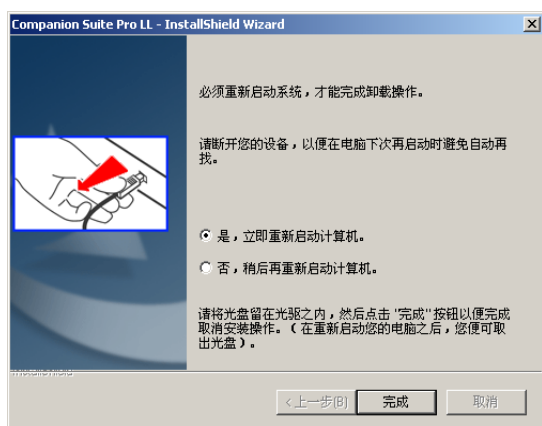 Companion Suite Pro LL - InstallShield Wizard
必须重新启动系统，才能完成卸载操作。
请断开您的设备，以便在电脑下次再启动时避免自动再
找。
是，立即重新启动计算机。
否，稍后再重新启动计算机。
请将光盘留在光驱之内，然后点击 '完成'' 按钮以便完成
取消安装操作。（在重新启动您的电脑之后，您便可取
出光盘）。
InstallShield
<上一步(B)
完成
取消